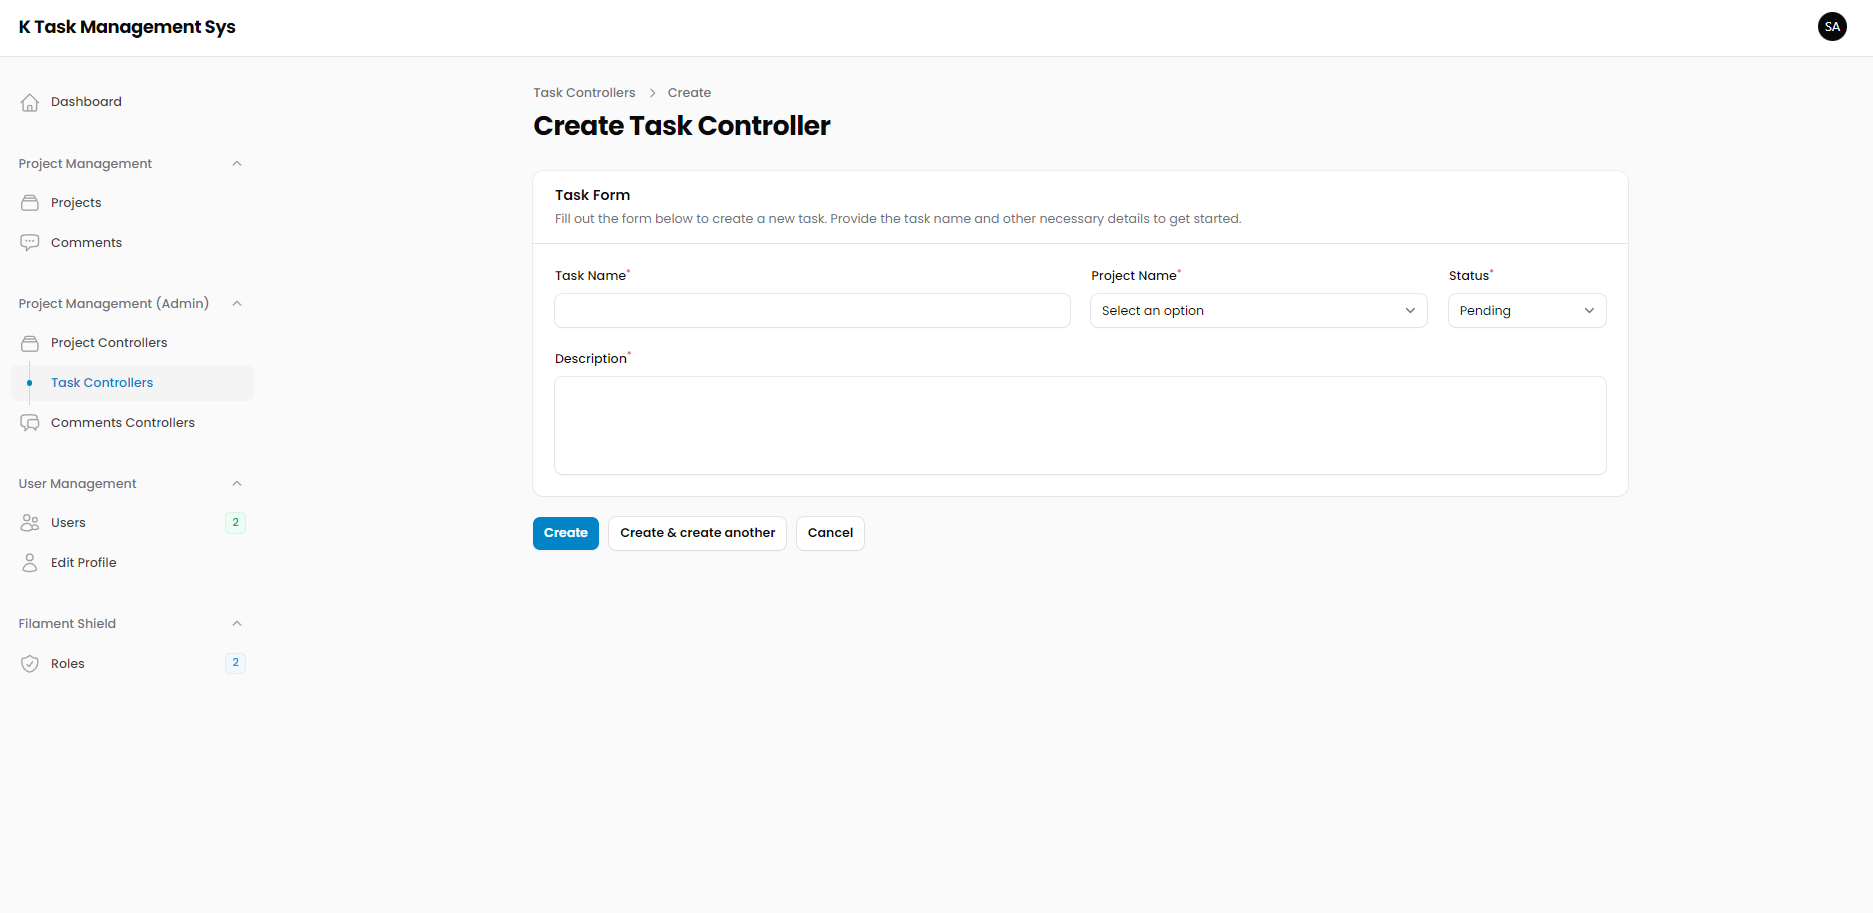 K Task Management Sys
SA
Dashboard
Project Management
Projects
Comments
Project Management (Admin)
Project Controllers
Task Controllers
Comments Controllers
User Management
Users 2
Edit Profile
Filament Shield
Roles 2
Task Controllers > Create
Create Task Controller
Task Form
Fill out the form below to create a new task. Provide the task name and other necessary details to get started.
Task Name* Project Name* Status*
Select an option Pending
Description*
Create Create & create another Cancel